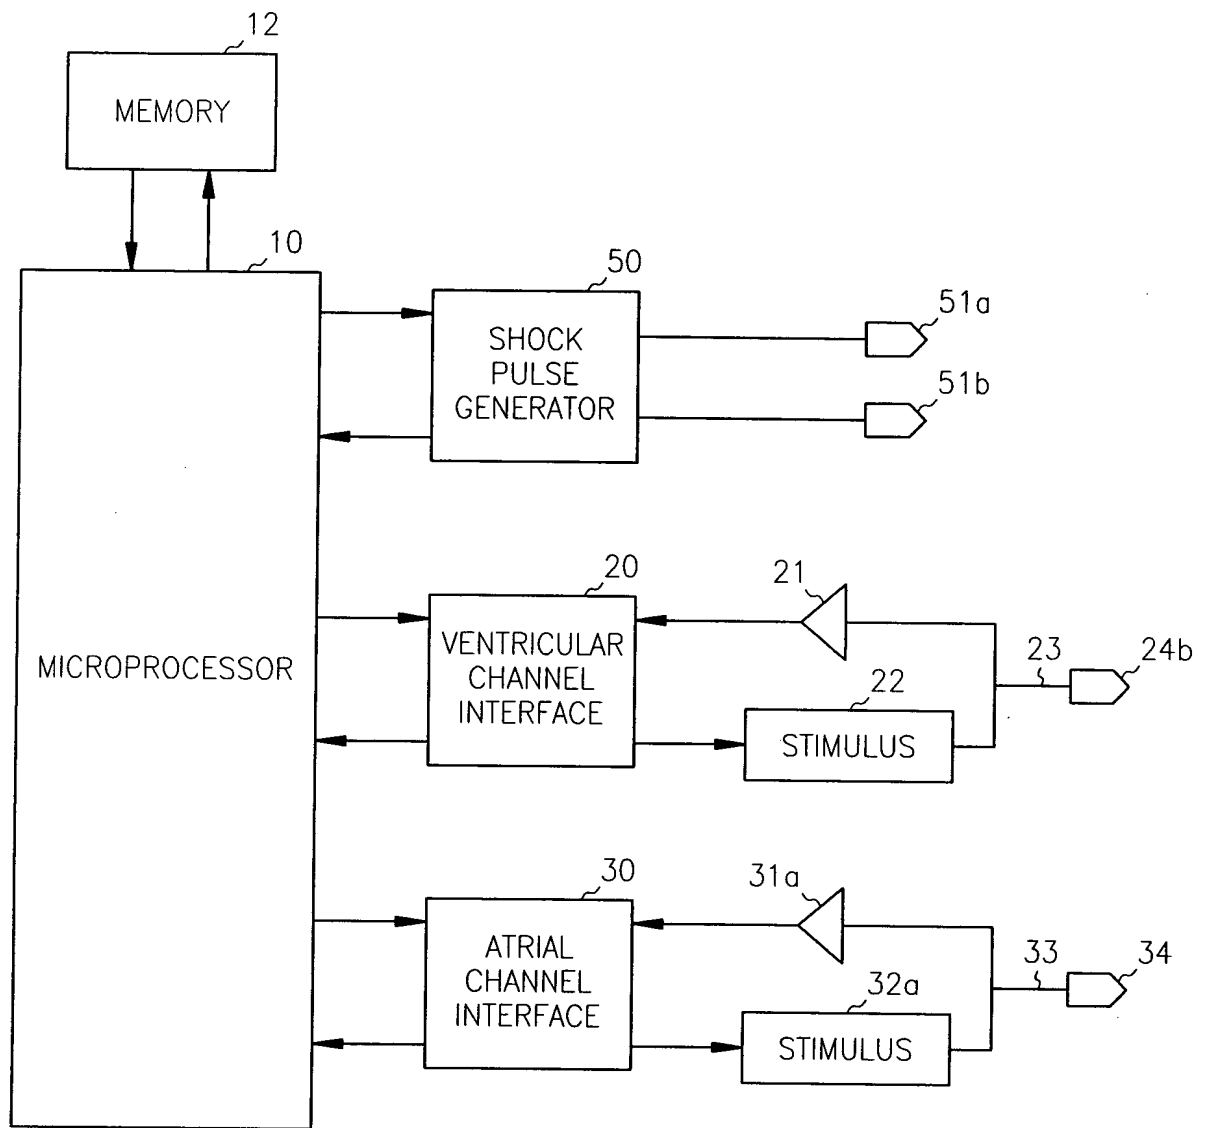 12
MEMORY
10
MICROPROCESSOR
50
SHOCK
PULSE
GENERATOR
51a
51b
20
VENTRICULAR
CHANNEL
INTERFACE
21
22
STIMULUS
23
24b
30
ATRIAL
CHANNEL
INTERFACE
31a
32a
STIMULUS
33
34